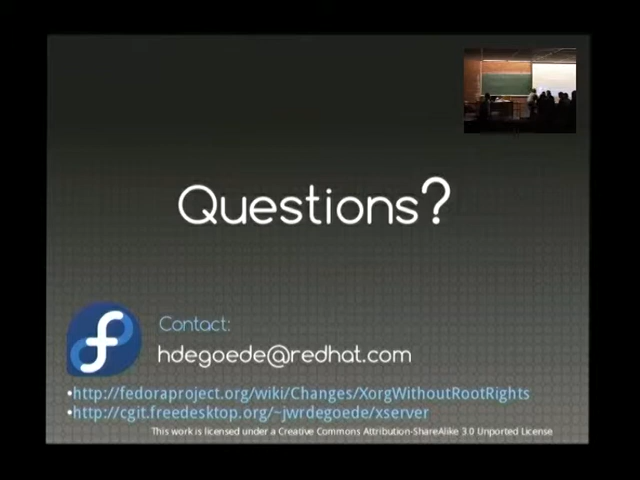 Questions?
Contact:
hdegoede@redhat.com
•http://fedoraproject.org/wiki/Changes/XorgWithoutRootRights
•http://cgit.freedesktop.org/~jwrdegoede/xserver
This work is licensed under a Creative Commons Attribution-ShareAlike 3.0 Unported License